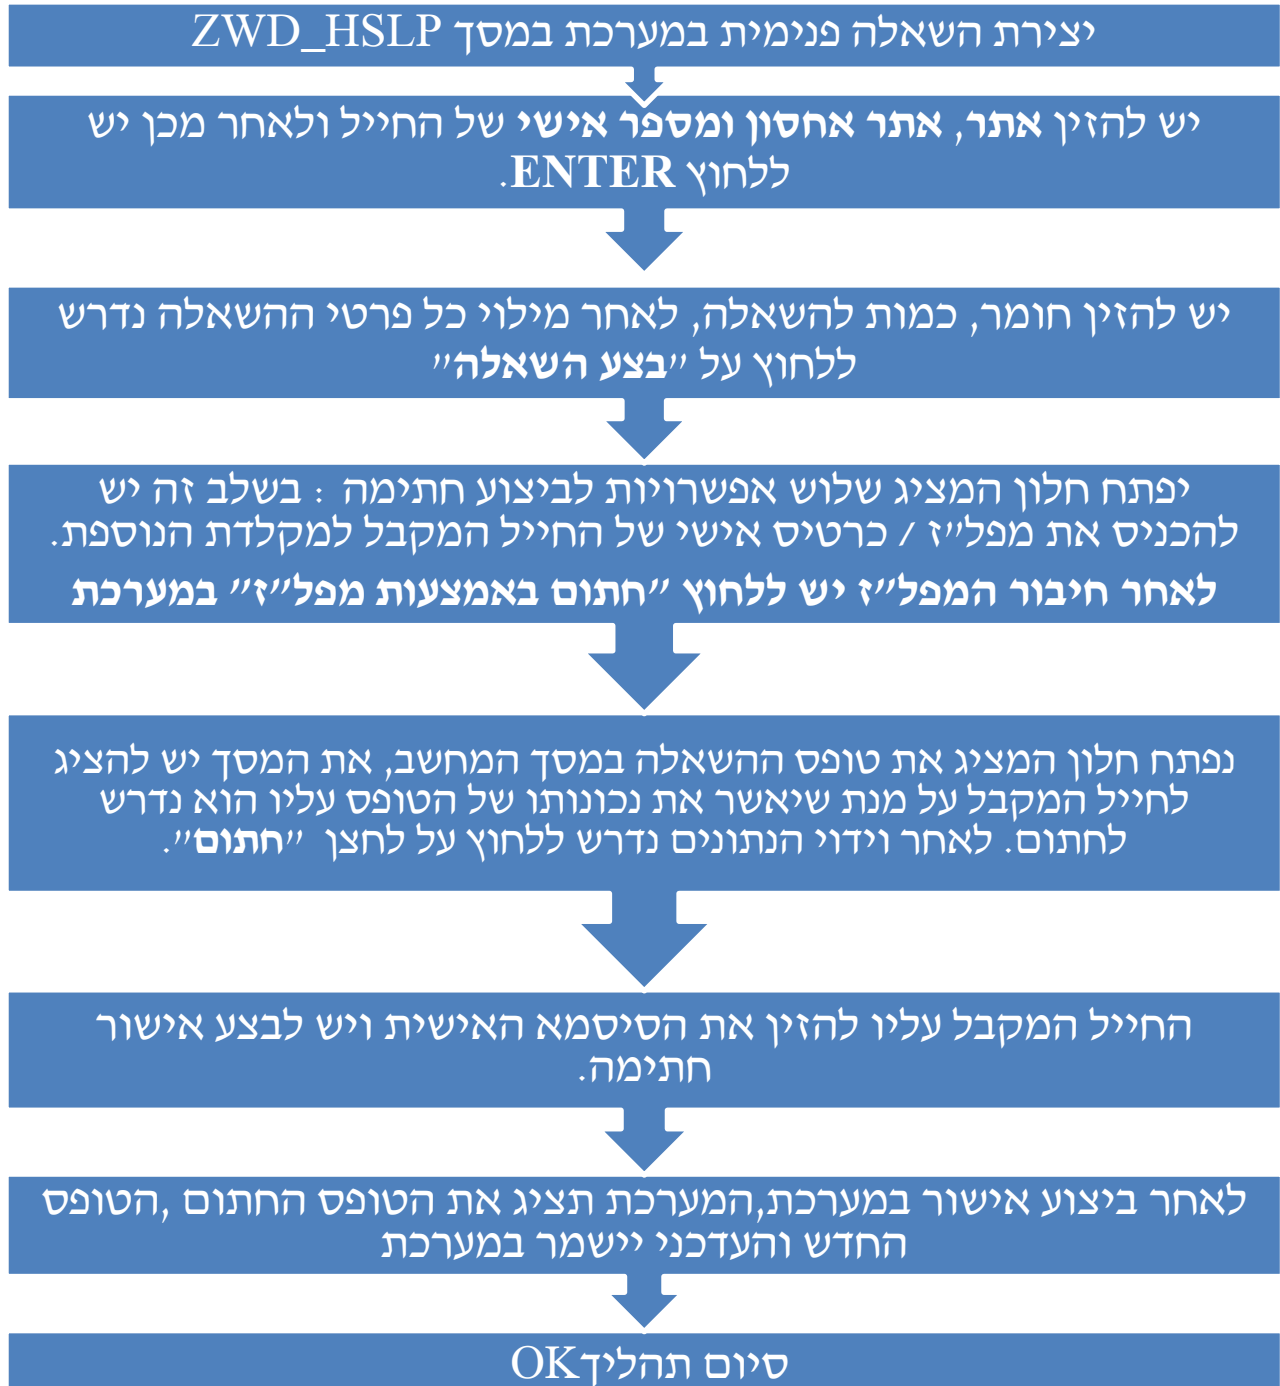 יצירת השאלה פנימית במערכת במסך ZWD_HSLP
יש להזין אתר, אתר אחסון ומספר אישי של החייל ולאחר מכן יש
ללחוץ ENTER.
יש להזין חומר, כמות להשאלה, לאחר מילוי כל פרטי ההשאלה נדרש
ללחוץ על "בצע השאלה"
יפתח חלון המציג שלוש אפשרויות לביצוע חתימה : בשלב זה יש
להכניס את מפל"ז / כרטיס אישי של החייל המקבל למקלדת הנוספת.
לאחר חיבור המפל"ז יש ללחוץ "חתום באמצעות מפל"ז" במערכת
נפתח חלון המציג את טופס ההשאלה במסך המחשב, את המסך יש להציג
לחייל המקבל על מנת שיאשר את נכונותו של הטופס עליו הוא נדרש
לחתום. לאחר וידוי הנתונים נדרש ללחוץ על לחצן "חתום".
החייל המקבל עליו להזין את הסיסמא האישית ויש לבצע אישור
חתימה.
לאחר ביצוע אישור במערכת,המערכת תציג את הטופס החתום ,הטופס
החדש והעדכני יישמר במערכת
סיום תהליךOK